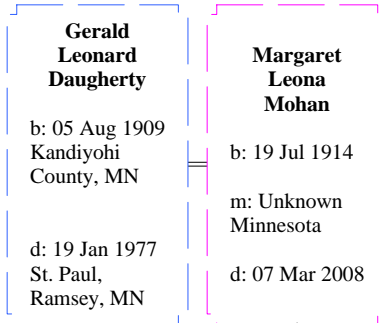 Gerald
Leonard
Daugherty
b: 05 Aug 1909
Kandiyohi
County, MN
d: 19 Jan 1977
St. Paul,
Ramsey, MN
Margaret
Leona
Mohan
b: 19 Jul 1914
m: Unknown
Minnesota
d: 07 Mar 2008